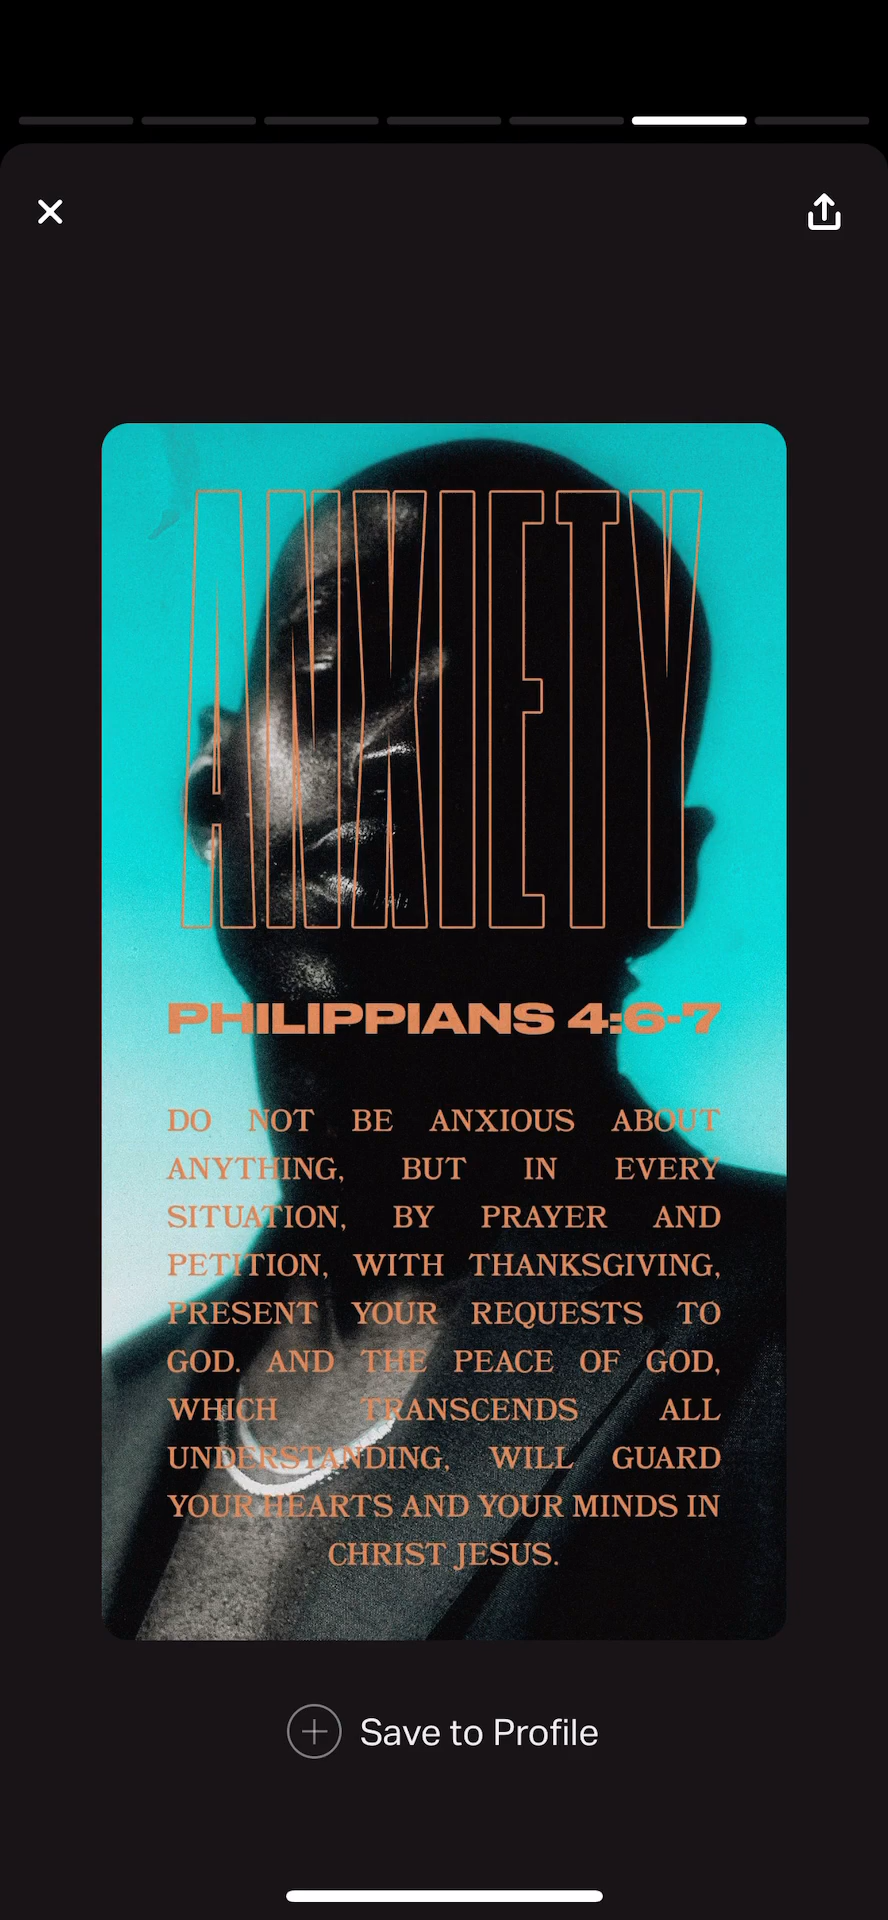 ANXIETY
PHILIPPIANS 4:6-7
DO NOT BE ANXIOUS ABOUT
ANYTHING, BUT IN EVERY
SITUATION, BY PRAYER AND
PETITION, WITH THANKSGIVING,
PRESENT YOUR REQUESTS TO
GOD. AND THE PEACE OF GOD,
WHICH TRANSCENDS ALL
UNDERSTANDING, WILL GUARD
YOUR HEARTS AND YOUR MINDS IN
CHRIST JESUS.
Save to Profile